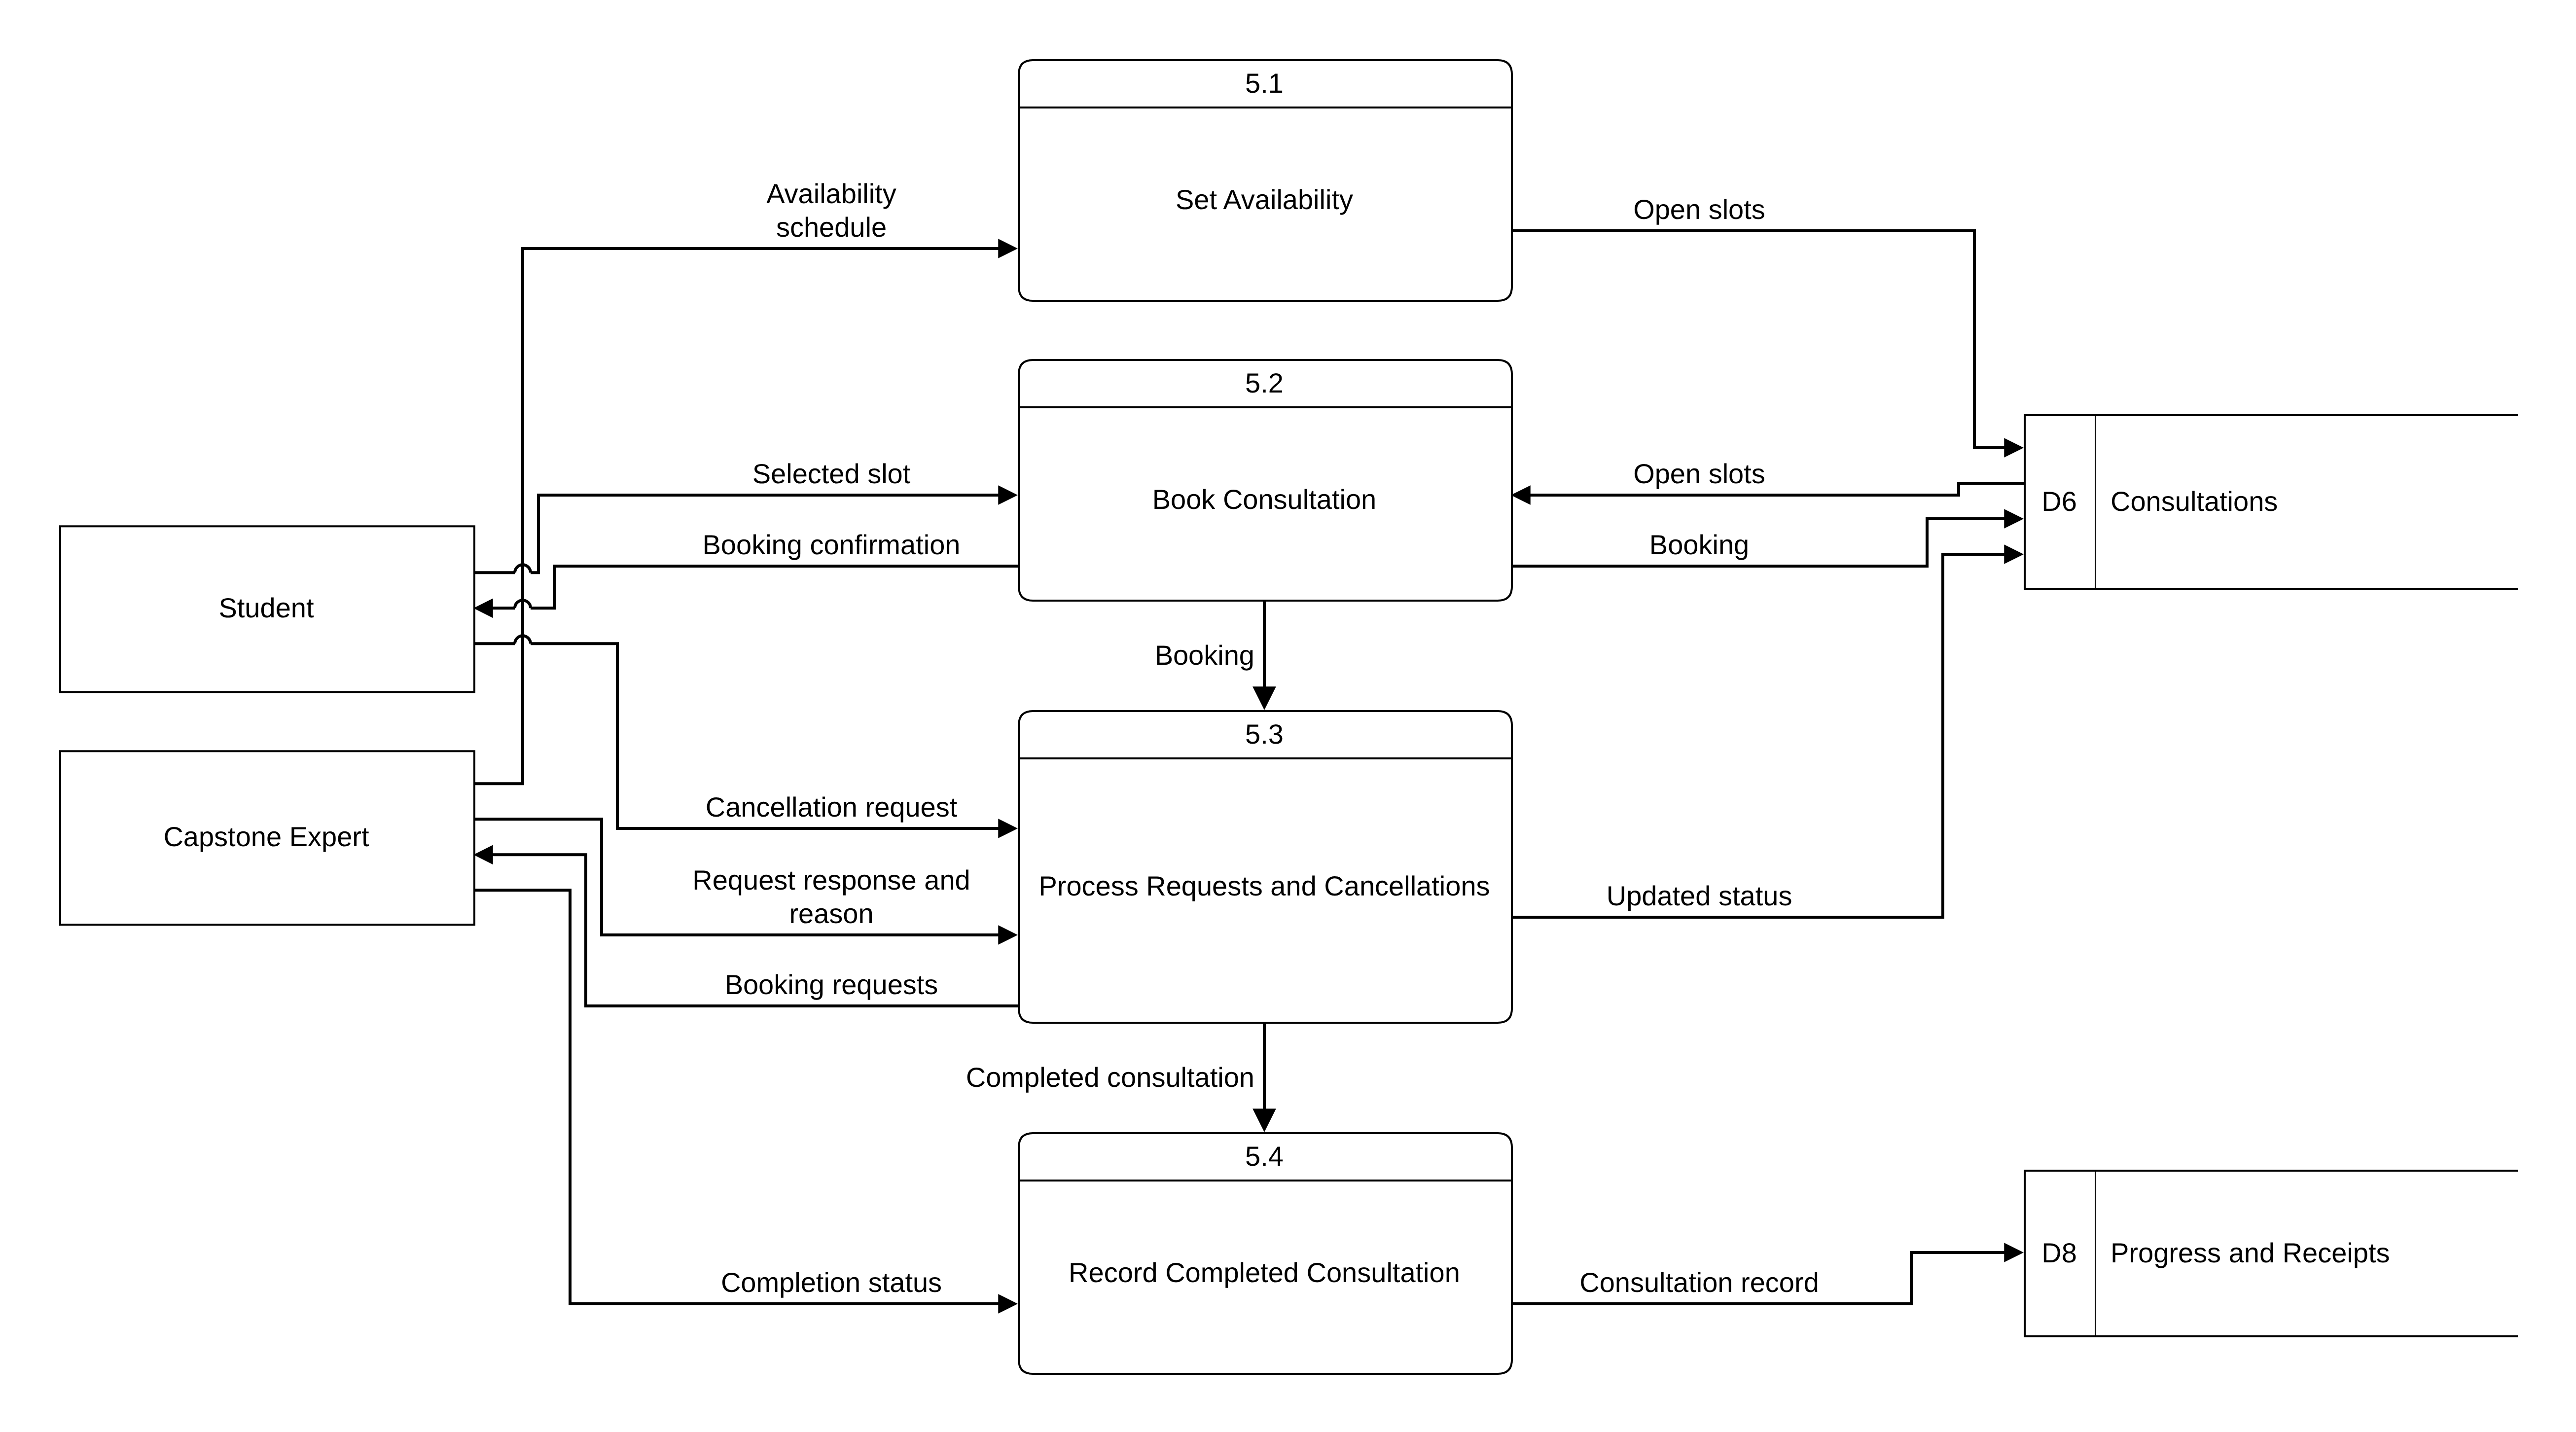 5.1
Set Availability
Availability
schedule
Open slots
5.2
Book Consultation
Selected slot
Open slots
Booking confirmation
Booking
D6
Consultations
Student
Booking
5.3
Process Requests and Cancellations
Capstone Expert
Cancellation request
Request response and
reason
Updated status
Booking requests
Completed consultation
5.4
Record Completed Consultation
Completion status
Consultation record
D8
Progress and Receipts